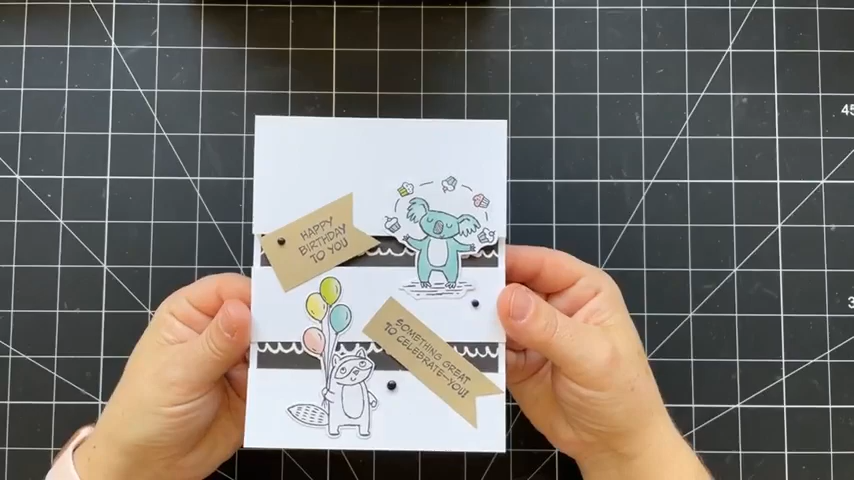 HAPPY
BIRTHDAY
TO YOU
SOMETHING GREAT
TO CELEBRATE—YOU!
45